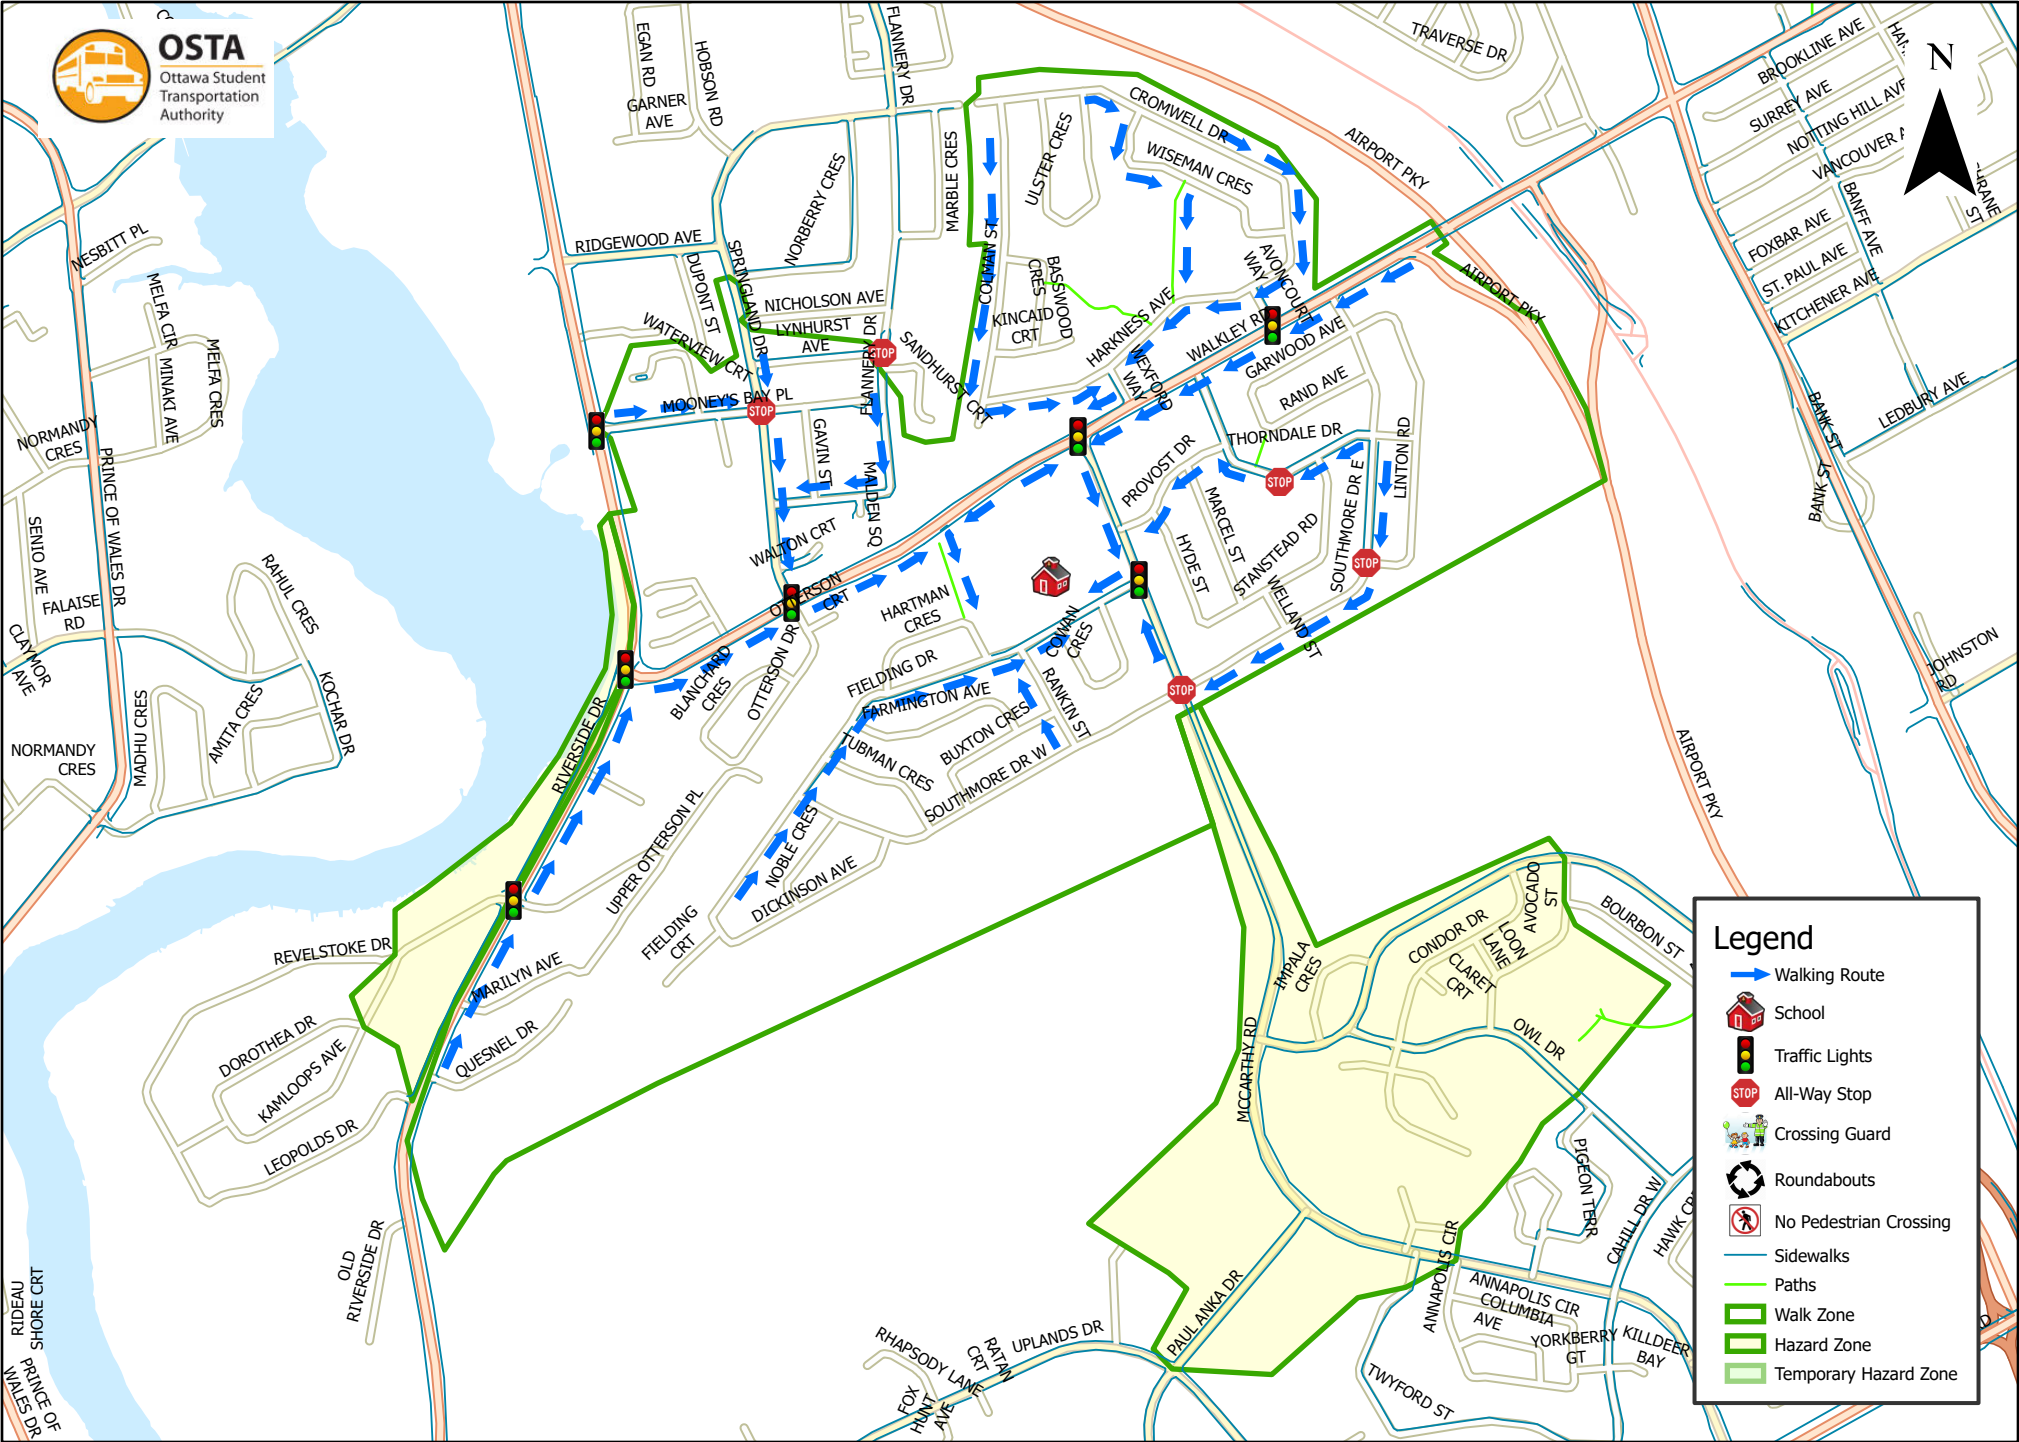 OSTA
Ottawa Student
Transportation
Authority
N
EGAN RD
HOBSON RD
GARNER
AVE
FLANNERY DR
CROMWELL DR
TRAVERSE DR
BROOKLINE AVE
SURREY AVE
NOTTING HILL AVE
AIRPORT PKY
MARBLE CRES
ULSTER CRES
WISEMAN CRES
NORBERRY CRES
BANFF AVE
FOXBAR AVE
ST. PAUL AVE
KITCHENER AVE
NESBITT PL
RIDGEWOOD AVE
SPRINGLAND DR
DUPONT ST
COLMAN ST
BASSWOOD
CRES
AVONCOURT
WAY
AIRPORT PKY
MELFA CIR
MINAKI AVE
MELFA CRES
NICHOLSON AVE
LYNHURST
AVE
WATERVIEW CRT
FLANNERY DR
STOP
SANDHURST CRT
KINCAID
CRT
HARKNESS AVE
WEXFORD
WAY
WALKLEY RD
GARWOOD AVE
RAND AVE
LEDBURY AVE
BANK ST
BANK ST
MOONEY'S BAY PL
STOP
GAVIN ST
MALDEN SQ
NORMANDY
CRES
PRINCE OF WALES DR
THORNDALE DR
STOP
PROVOST DR
LINTON RD
MARCEL ST
HYDE ST
STANSTEAD RD
SOUTHMORE DR E
STOP
WELLAND ST
SENIO AVE
FALAISE
RD
CLAYMOR
AVE
RAHUL CRES
KOCHAR DR
AMITA CRES
MADHU CRES
NORMANDY
CRES
WALTON CRT
OTTERSON
CRT
HARTMAN
CRES
COWAN
CRES
BLANCHARD
CRES
OTTERSON DR
FIELDING DR
FARMINGTON AVE
RANKIN ST
STOP
BUXTON CRES
TUBMAN CRES
SOUTHMORE DR W
RIVERSIDE DR
NOBLE CRES
DICKINSON AVE
UPPER OTTERSON PL
FIELDING
CRT
JOHNSTON
RD
AIRPORT PKY
REVELSTOKE DR
MARILYN AVE
QUESNEL DR
DOROTHEA DR
KAMLOOPS AVE
LEOPOLDS DR
OLD
RIVERSIDE DR
RIDEAU
SHORE CRT
PRINCE OF
WALES DR
IMPALA
CRES
MCCARTHY RD
CONDOR DR
AVOCADO
ST
LOON
LANE
CLARET
CRT
BOURBON ST
OWL DR
PIGEON TERR
CAHILL DR W
ANNAPOLIS CIR
ANNAPOLIS CIR
COLUMBIA
AVE
YORKBERRY
GT
KILLDEER
BAY
TWYFORD ST
PAUL ANKA DR
UPLANDS DR
RATAN
CRT
RHAPSODY LANE
FOX
HUNT
AVE
Legend
Walking Route
School
Traffic Lights
STOP
All-Way Stop
Crossing Guard
Roundabouts
No Pedestrian Crossing
Sidewalks
Paths
Walk Zone
Hazard Zone
Temporary Hazard Zone